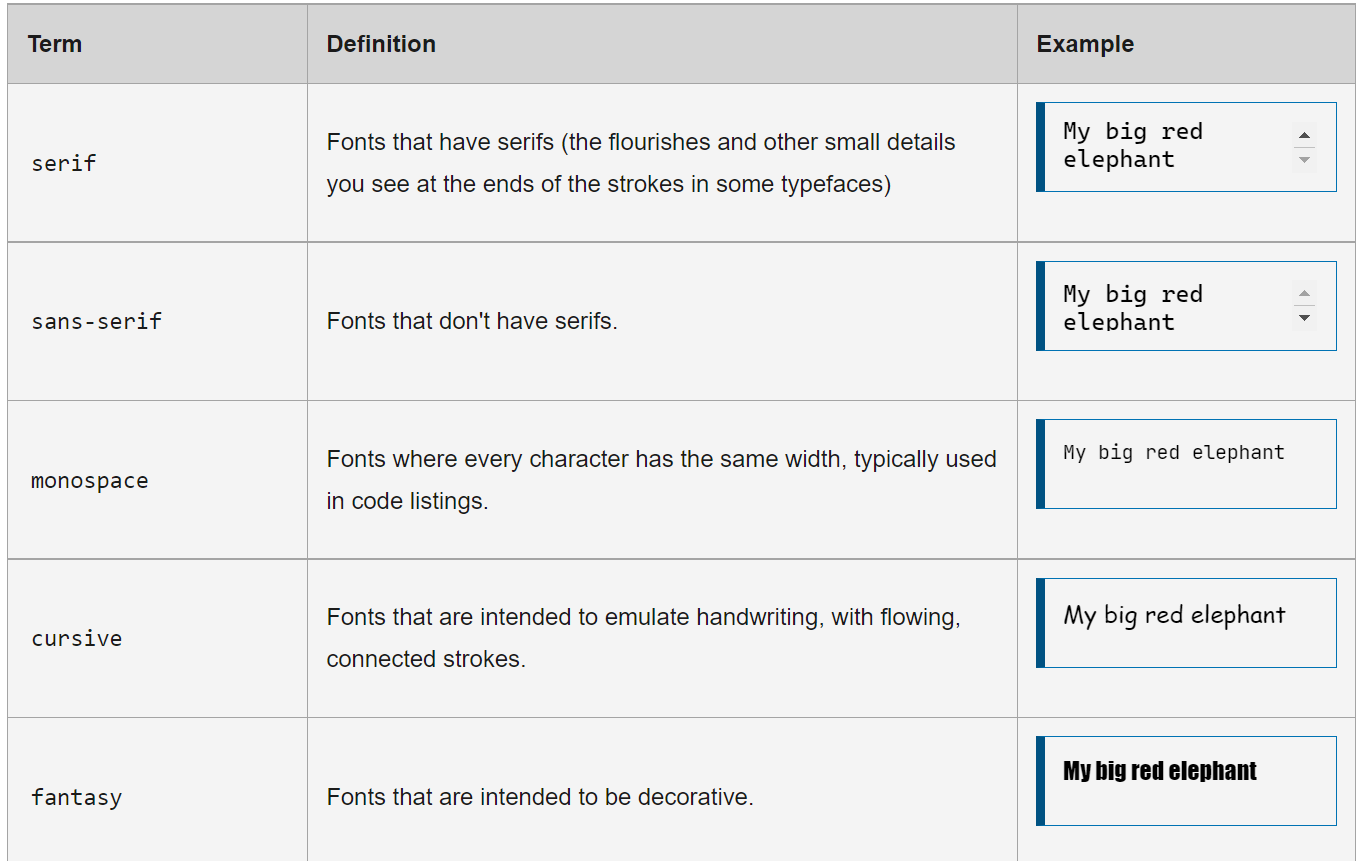 Term Definition Example
serif
Fonts that have serifs (the flourishes and other small details
you see at the ends of the strokes in some typefaces)
My big red
elephant
sans-serif
Fonts that don't have serifs.
My big red
elephant
monospace
Fonts where every character has the same width, typically used
in code listings.
My big red elephant
cursive
Fonts that are intended to emulate handwriting, with flowing,
connected strokes.
My big red elephant
fantasy
Fonts that are intended to be decorative.
My big red elephant